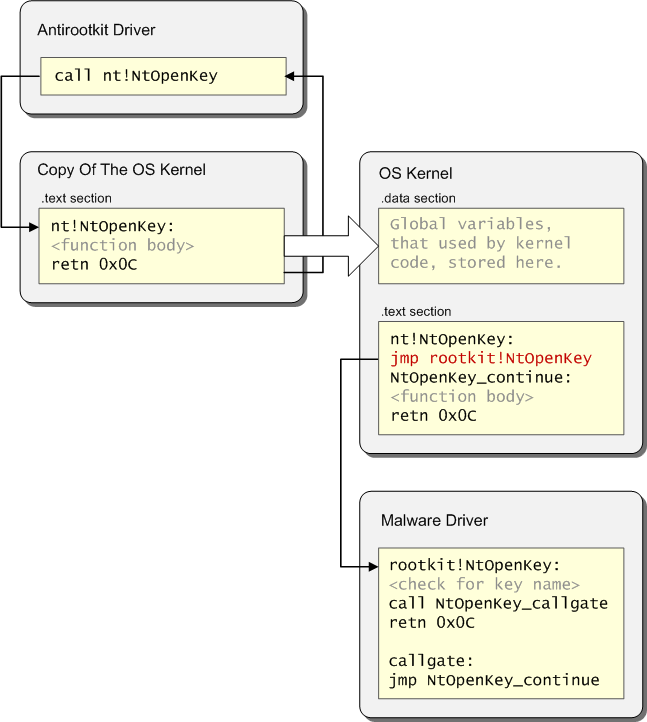 Antirootkit Driver
call nt!NtOpenKey
Copy Of The OS Kernel
.text section
nt!NtOpenKey:
<function body>
retn 0x0C
OS Kernel
.data section
Global variables,
that used by kernel
code, stored here.
.text section
nt!NtOpenKey:
jmp rootkit!NtOpenKey
NtOpenKey_continue:
<function body>
retn 0x0C
Malware Driver
rootkit!NtOpenKey:
<check for key name>
call NtOpenKey_callgate
retn 0x0C
callgate:
jmp NtOpenKey_continue